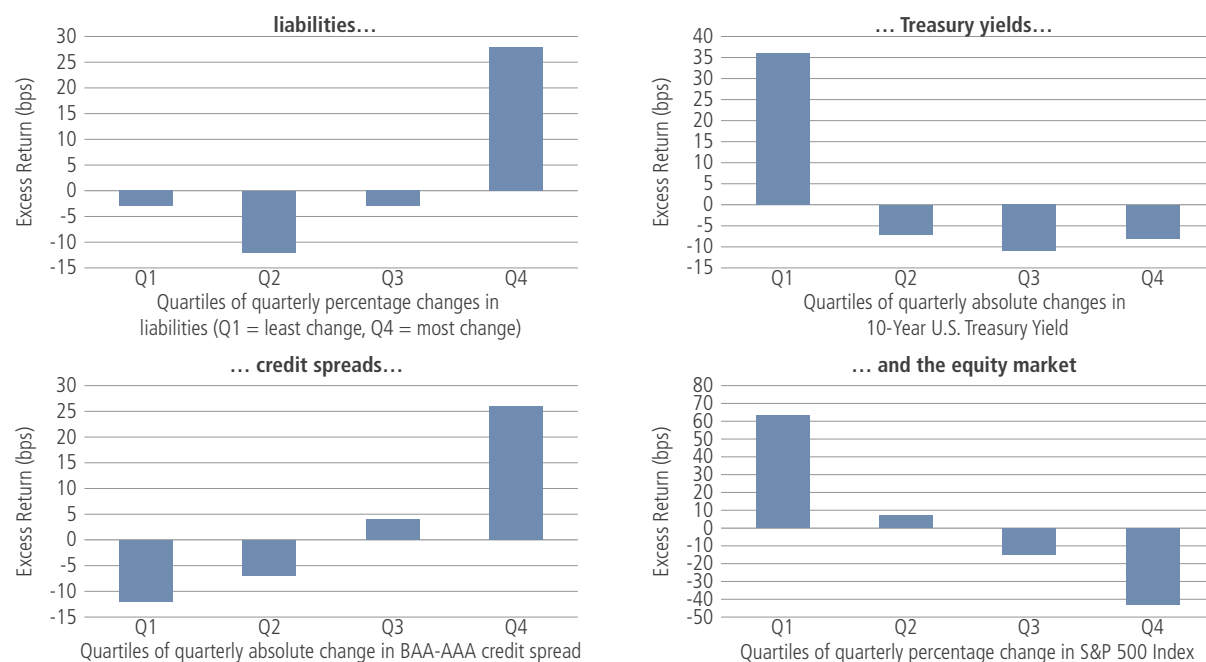 liabilities…
Excess Return (bps)
30
25
20
15
10
5
0
-5
-10
-15
Q1 Q2 Q3 Q4
Quartiles of quarterly percentage changes in
liabilities (Q1 = least change, Q4 = most change)
… Treasury yields…
Excess Return (bps)
40
35
30
25
20
15
10
5
0
-5
-10
-15
Q1 Q2 Q3 Q4
Quartiles of quarterly absolute changes in
10-Year U.S. Treasury Yield
… credit spreads…
Excess Return (bps)
30
25
20
15
10
5
0
-5
-10
-15
Q1 Q2 Q3 Q4
Quartiles of quarterly absolute change in BAA-AAA credit spread
… and the equity market
Excess Return (bps)
80
70
60
50
40
30
20
10
0
-10
-20
-30
-40
-50
Q1 Q2 Q3 Q4
Quartiles of quarterly percentage change in S&P 500 Index